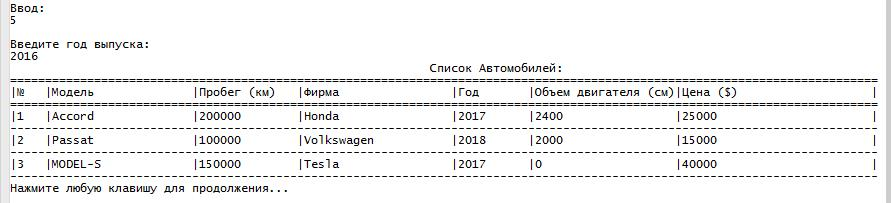 Ввод:
5
Введите год выпуска:
2016
Список Автомобилей:
|№ |Модель |Пробег (км) |Фирма |Год |Объем двигателя (см)|Цена ($) |
|1 |Accord |200000 |Honda |2017 |2400 |25000 |
|2 |Passat |100000 |Volkswagen |2018 |2000 |15000 |
|3 |MODEL-S |150000 |Tesla |2017 |0 |40000 |
Нажмите любую клавишу для продолжения...